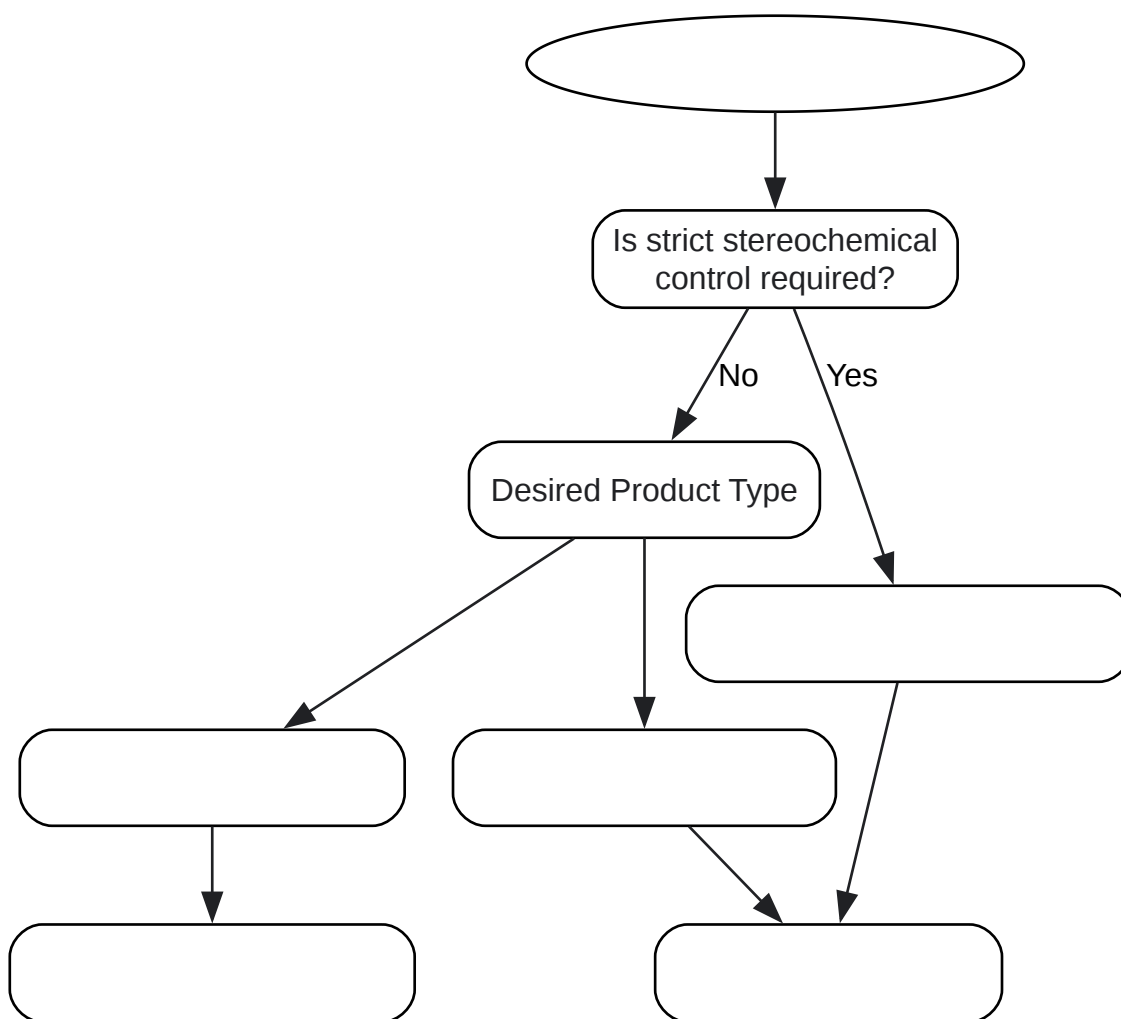 Is strict stereochemical
control required?
No
Yes
Desired Product Type